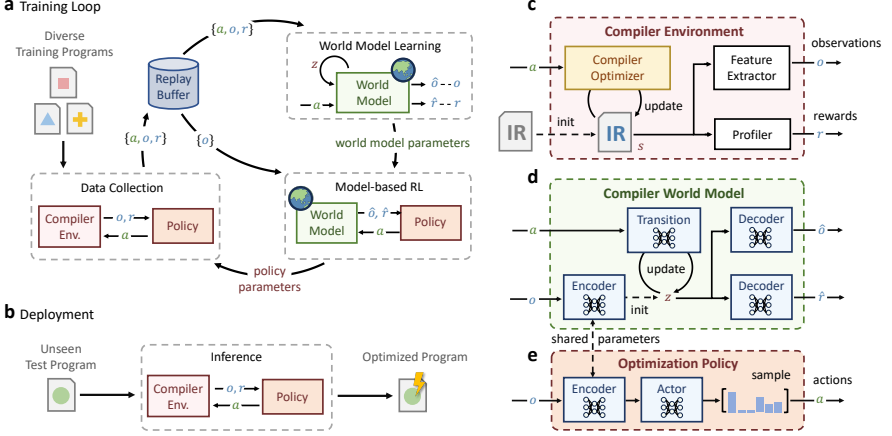 a Training Loop
Diverse
Training Programs
{a, o, r}
Replay
Buffer
{a, o, r}
{o}
World Model Learning
z
a
World
Model
ô -- o
r̂ -- r
world model parameters
Data Collection
Compiler
Env.
o, r
a
Policy
Model-based RL
World
Model
ô, r̂
a
Policy
policy
parameters
b Deployment
Unseen
Test Program
Inference
Compiler
Env.
o, r
a
Policy
Optimized Program
c
Compiler Environment
a
Compiler
Optimizer
update
IR
init
IR
s
Feature
Extractor
Profiler
observations
o
rewards
r
d
Compiler World Model
a
Transition
update
o
Encoder
init
z
Decoder
ô
Decoder
r̂
shared parameters
e
Optimization Policy
o
Encoder
Actor
sample
actions
a